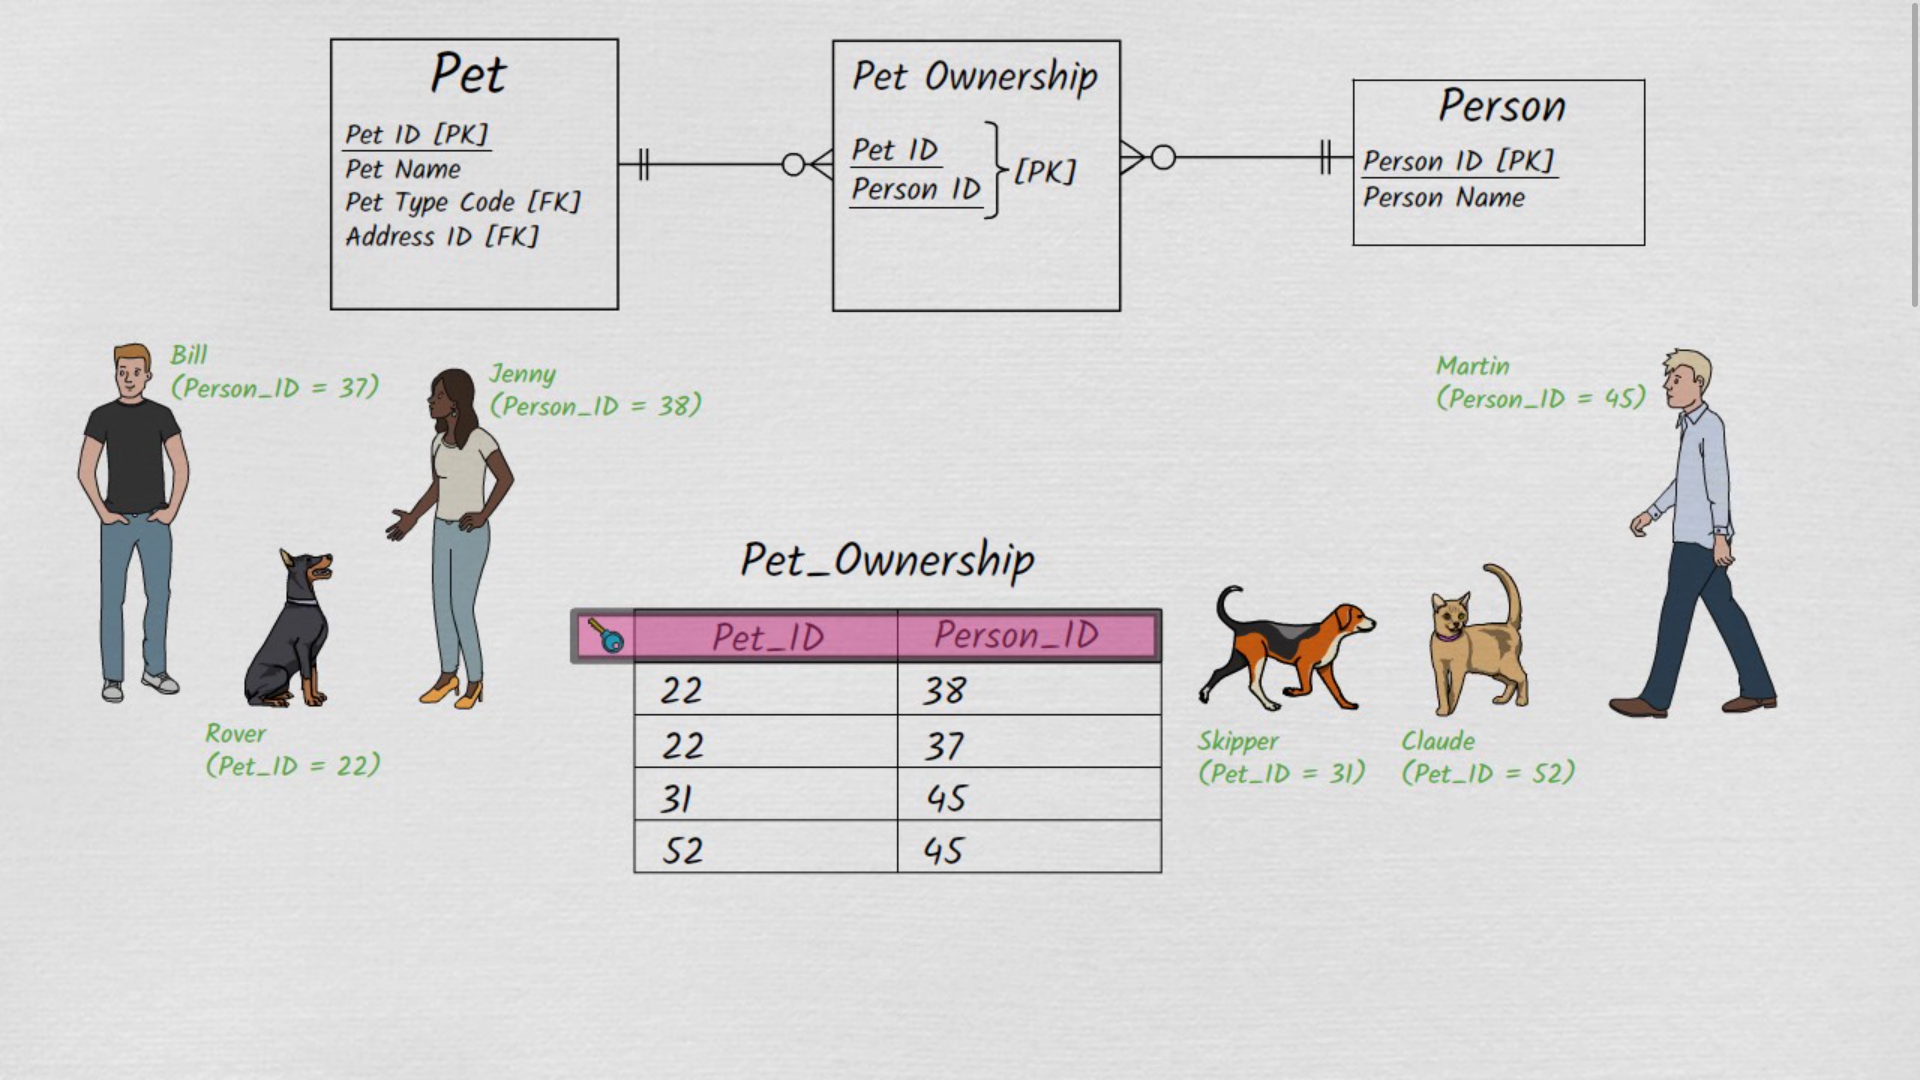 Pet
Pet ID [PK]
Pet Name
Pet Type Code [FK]
Address ID [FK]
Pet Ownership
Pet ID
Person ID
[PK]
Person
Person ID [PK]
Person Name
Bill
(Person_ID = 37)
Jenny
(Person_ID = 38)
Martin
(Person_ID = 45)
Rover
(Pet_ID = 22)
Pet_Ownership
Pet_ID Person_ID
22 38
22 37
31 45
52 45
Skipper
(Pet_ID = 31)
Claude
(Pet_ID = 52)